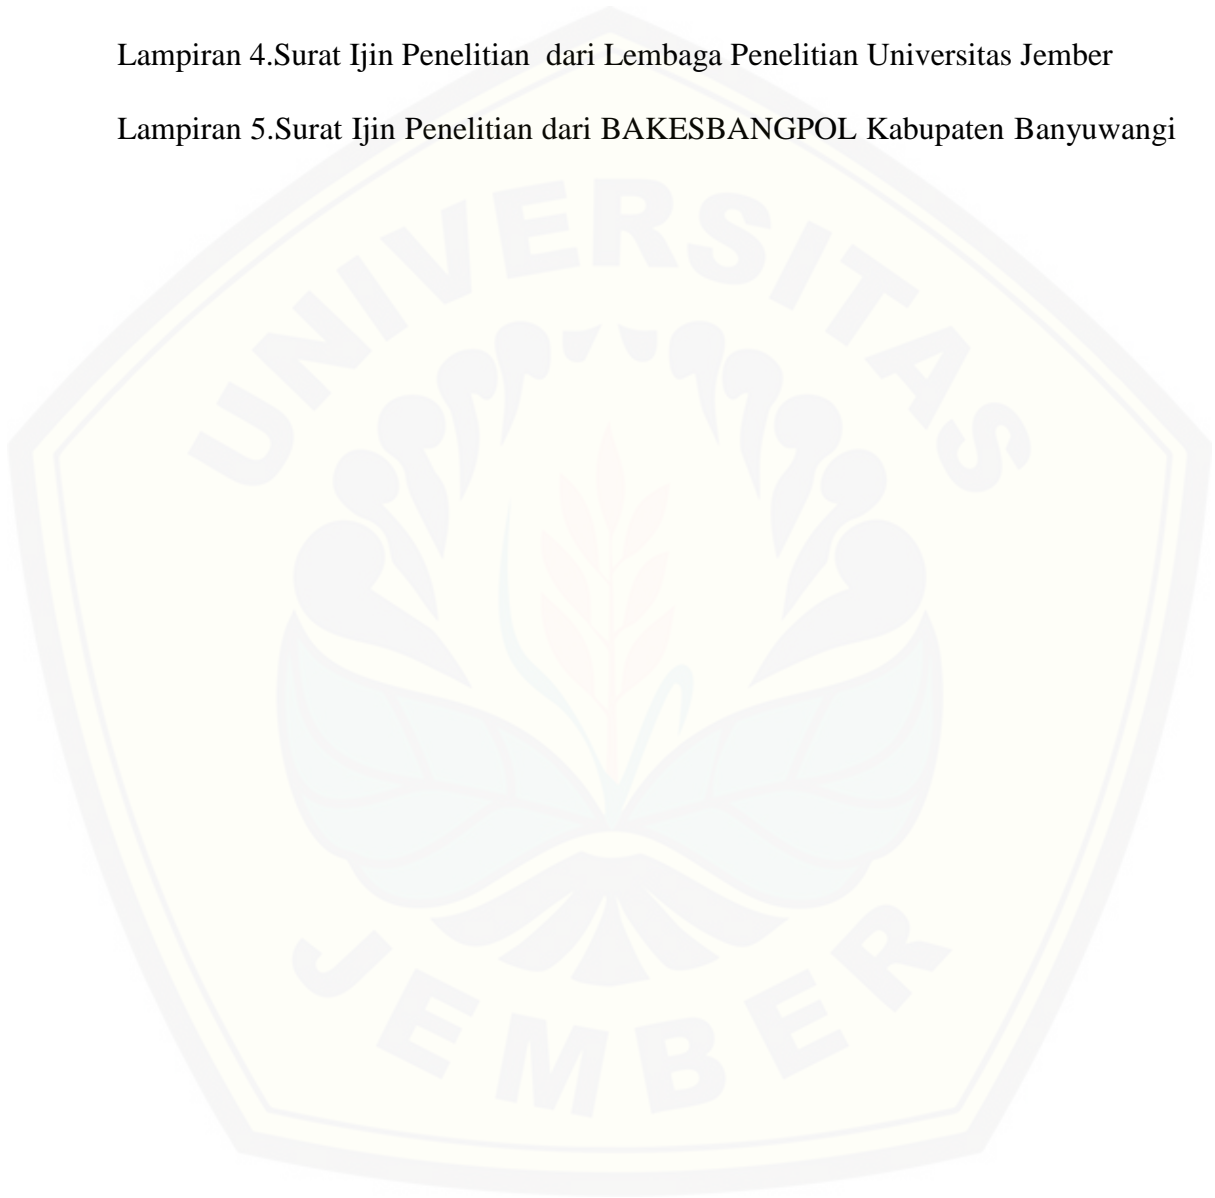 Lampiran 4.Surat Ijin Penelitian  dari Lembaga Penelitian Universitas Jember
Lampiran 5.Surat Ijin Penelitian dari BAKESBANGPOL Kabupaten Banyuwangi
UNIVERSITAS
JEMBER